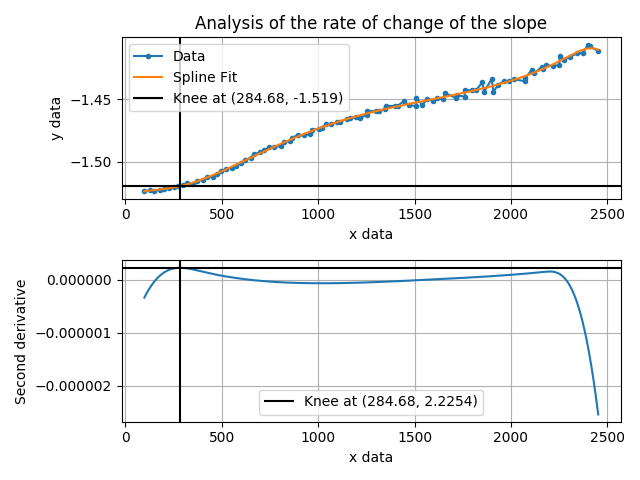 Analysis of the rate of change of the slope
Data
Spline Fit
Knee at (284.68, -1.519)
y data
−1.45
−1.50
0 500 1000 1500 2000 2500
x data
Second derivative
0.000000
−0.000001
−0.000002
Knee at (284.68, 2.2254)
0 500 1000 1500 2000 2500
x data